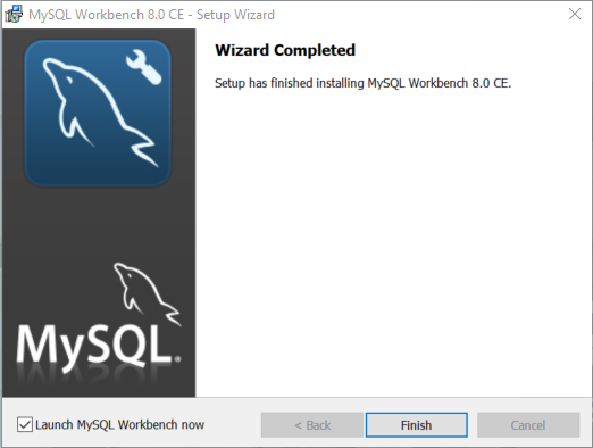 MySQL Workbench 8.0 CE - Setup Wizard
Wizard Completed
Setup has finished installing MySQL Workbench 8.0 CE.
MySQL®
Launch MySQL Workbench now
< Back
Finish
Cancel